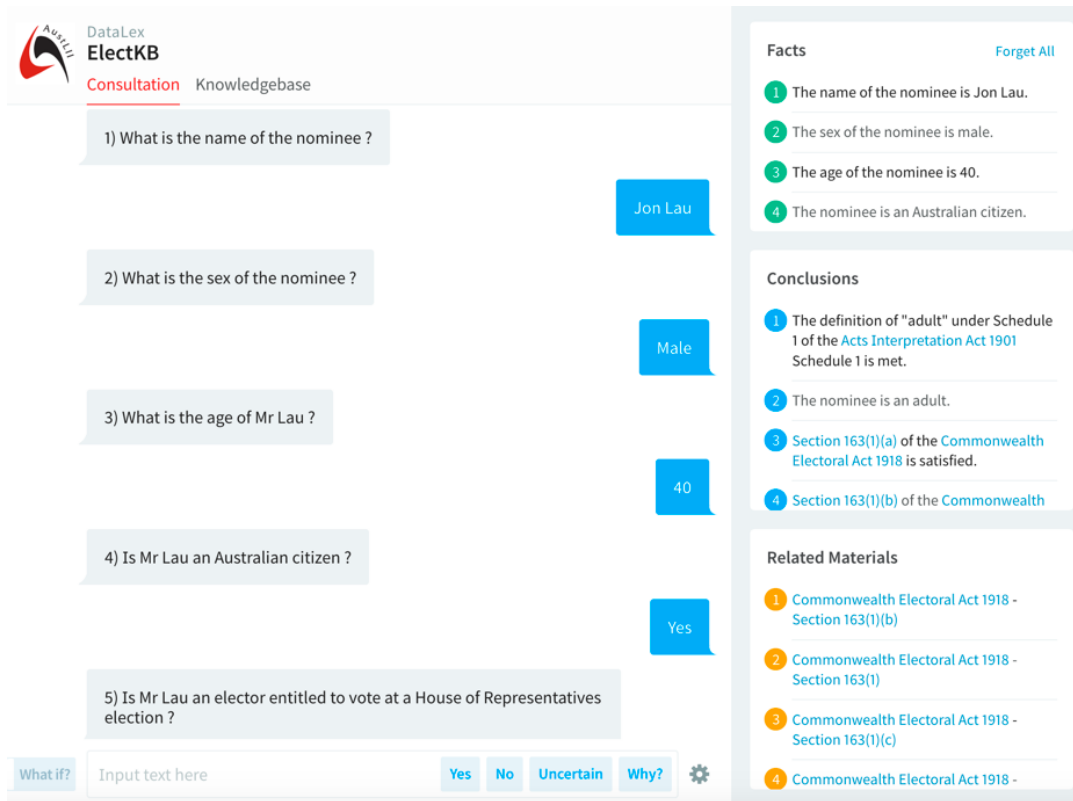 AustLII
DataLex
ElectKB
Consultation Knowledgebase
1) What is the name of the nominee ?
Jon Lau
2) What is the sex of the nominee ?
Male
3) What is the age of Mr Lau ?
40
4) Is Mr Lau an Australian citizen ?
Yes
5) Is Mr Lau an elector entitled to vote at a House of Representatives
election ?
What if? Input text here Yes No Uncertain Why?
Facts Forget All
1 The name of the nominee is Jon Lau.
2 The sex of the nominee is male.
3 The age of the nominee is 40.
4 The nominee is an Australian citizen.
Conclusions
1 The definition of "adult" under Schedule
1 of the Acts Interpretation Act 1901
Schedule 1 is met.
2 The nominee is an adult.
3 Section 163(1)(a) of the Commonwealth
Electoral Act 1918 is satisfied.
4 Section 163(1)(b) of the Commonwealth
Related Materials
1 Commonwealth Electoral Act 1918 -
Section 163(1)(b)
2 Commonwealth Electoral Act 1918 -
Section 163(1)
3 Commonwealth Electoral Act 1918 -
Section 163(1)(c)
4 Commonwealth Electoral Act 1918 -